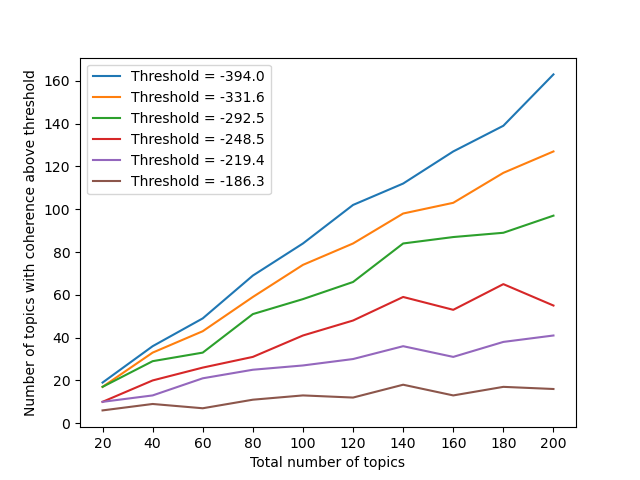 Threshold = -394.0
Threshold = -331.6
Threshold = -292.5
Threshold = -248.5
Threshold = -219.4
Threshold = -186.3
Number of topics with coherence above threshold
160
140
120
100
80
60
40
20
0
20 40 60 80 100 120 140 160 180 200
Total number of topics